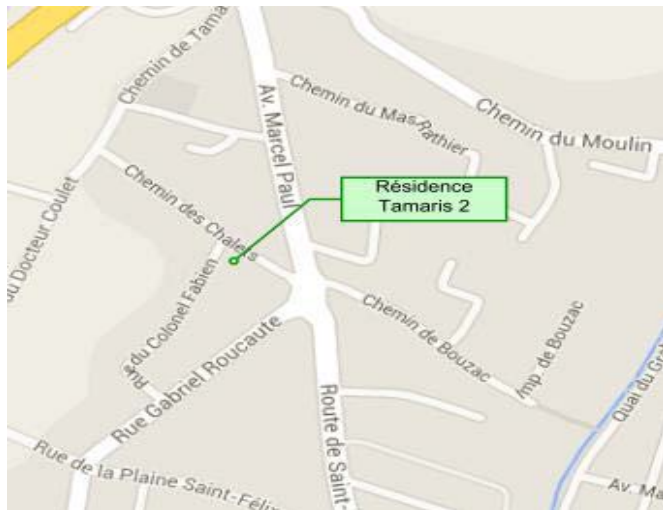 Chemin de Tama
Av. Marcel Paul
Chemin du Mas Rathier
Chemin du Moulin
Résidence
Tamaris 2
Chemin des Chalets
du Docteur Coulet
Rue du Colonel Fabien
Rue Gabriel Roucaute
Chemin de Bouzac
Imp. de Bouzac
Route de Saint-
Rue de la Plaine Saint-Féli
Quai du Gra
Av. Ma